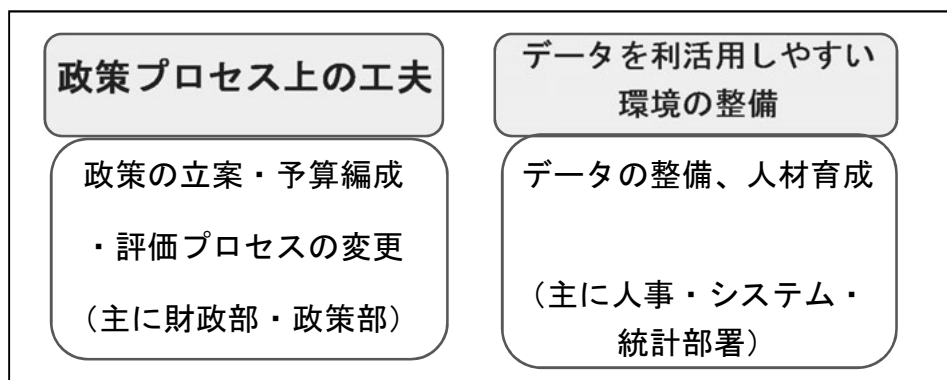 政策プロセス上の工夫
政策の立案・予算編成
・評価プロセスの変更
（主に財政部・政策部）
データを利活用しやすい
環境の整備
データの整備、人材育成
（主に人事・システム・
統計部署）